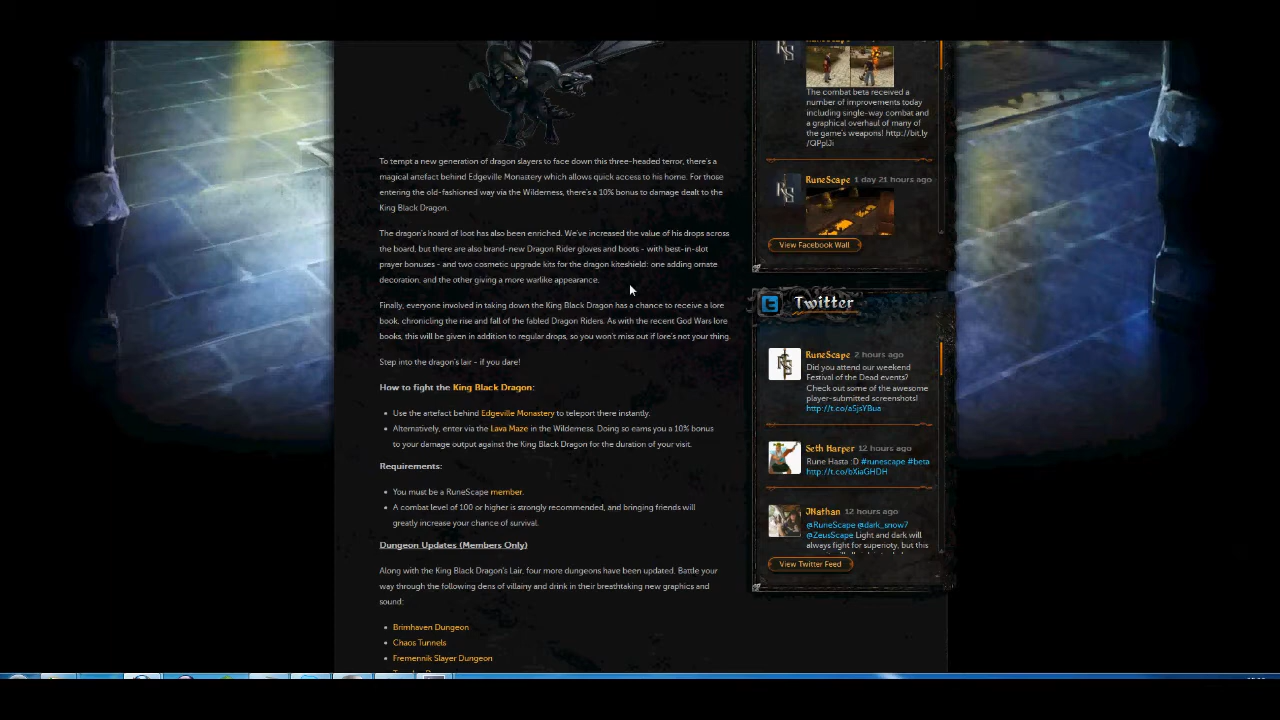 To tempt a new generation of dragon slayers to face down this three-headed terror, there's a
magical artefact behind Edgeville Monastery which allows quick access to his home. For those
entering the old-fashioned way via the Wilderness, there's a 10% bonus to damage dealt to the
King Black Dragon.
The dragon's hoard of loot has also been enriched. We've increased the value of his drops across
the board, but there are also brand-new Dragon Rider gloves and boots - with best-in-slot
prayer bonuses - and two cosmetic upgrade kits for the dragon kiteshield: one adding ornate
decoration, and the other giving a more warlike appearance.
Finally, everyone involved in taking down the King Black Dragon has a chance to receive a lore
book, chronicling the rise and fall of the fabled Dragon Riders. As with the recent God Wars lore
books, this will be given in addition to regular drops, so you won't miss out if lore's not your thing.
Step into the dragon's lair - if you dare!
How to fight the King Black Dragon:
Use the artefact behind Edgeville Monastery to teleport there instantly.
Alternatively, enter via the Lava Maze in the Wilderness. Doing so earns you a 10% bonus
to your damage output against the King Black Dragon for the duration of your visit.
Requirements:
You must be a RuneScape member.
A combat level of 100 or higher is strongly recommended, and bringing friends will
greatly increase your chance of survival.
Dungeon Updates (Members Only)
Along with the King Black Dragon's Lair, four more dungeons have been updated. Battle your
way through the following dens of villainy and drink in their breathtaking new graphics and
sound:
Brimhaven Dungeon
Chaos Tunnels
Fremennik Slayer Dungeon
The combat beta received a
number of improvements today
including single-way combat and
a graphical overhaul of many of
the game's weapons! http://bit.ly
/QPplJi
RuneScape 1 day 21 hours ago
View Facebook Wall
Twitter
RuneScape 2 hours ago
Did you attend our weekend
Festival of the Dead events?
Check out some of the awesome
player-submitted screenshots!
http://t.co/a5jsYBua
Seth Harper 12 hours ago
Rune Hasta :D #runescape #beta
http://t.co/bXiaGHDH
JNathan 12 hours ago
@RuneScape @dark_snow7
@ZeusScape Light and dark will
always fight for superioty, but this
View Twitter Feed